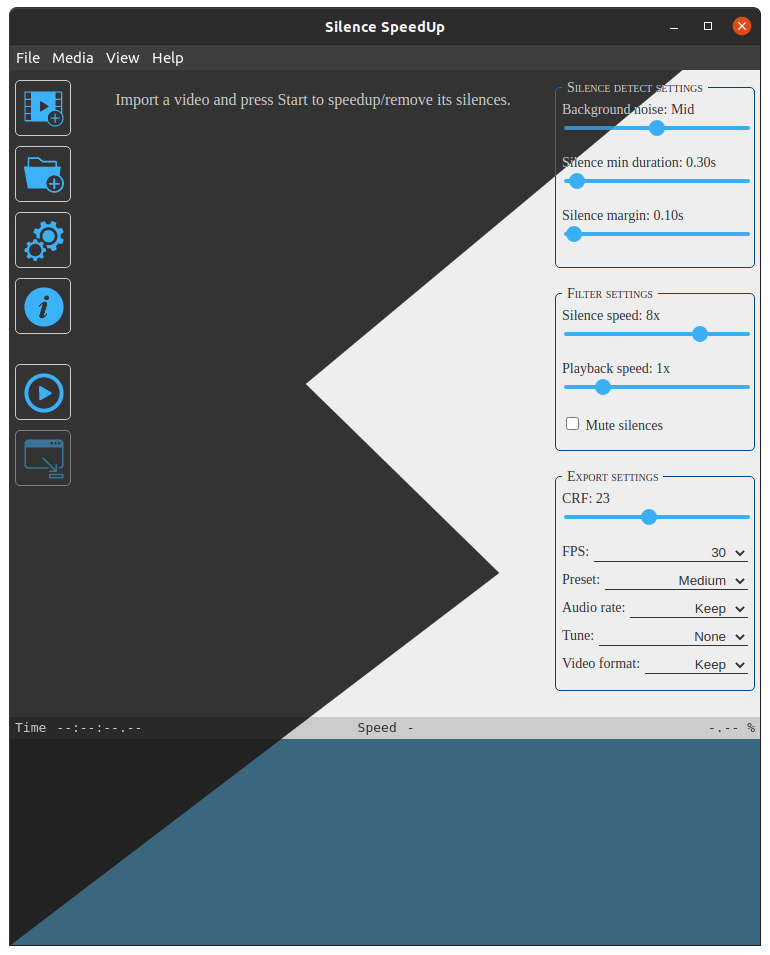 Silence SpeedUp
File Media View Help
Import a video and press Start to speedup/remove its silences.
Silence detect settings
Background noise: Mid
Silence min duration: 0.30s
Silence margin: 0.10s
Filter settings
Silence speed: 8x
Playback speed: 1x
Mute silences
Export settings
CRF: 23
FPS: 30
Preset: Medium
Audio rate: Keep
Tune: None
Video format: Keep
Time --:--:--.-- Speed - -.-- %